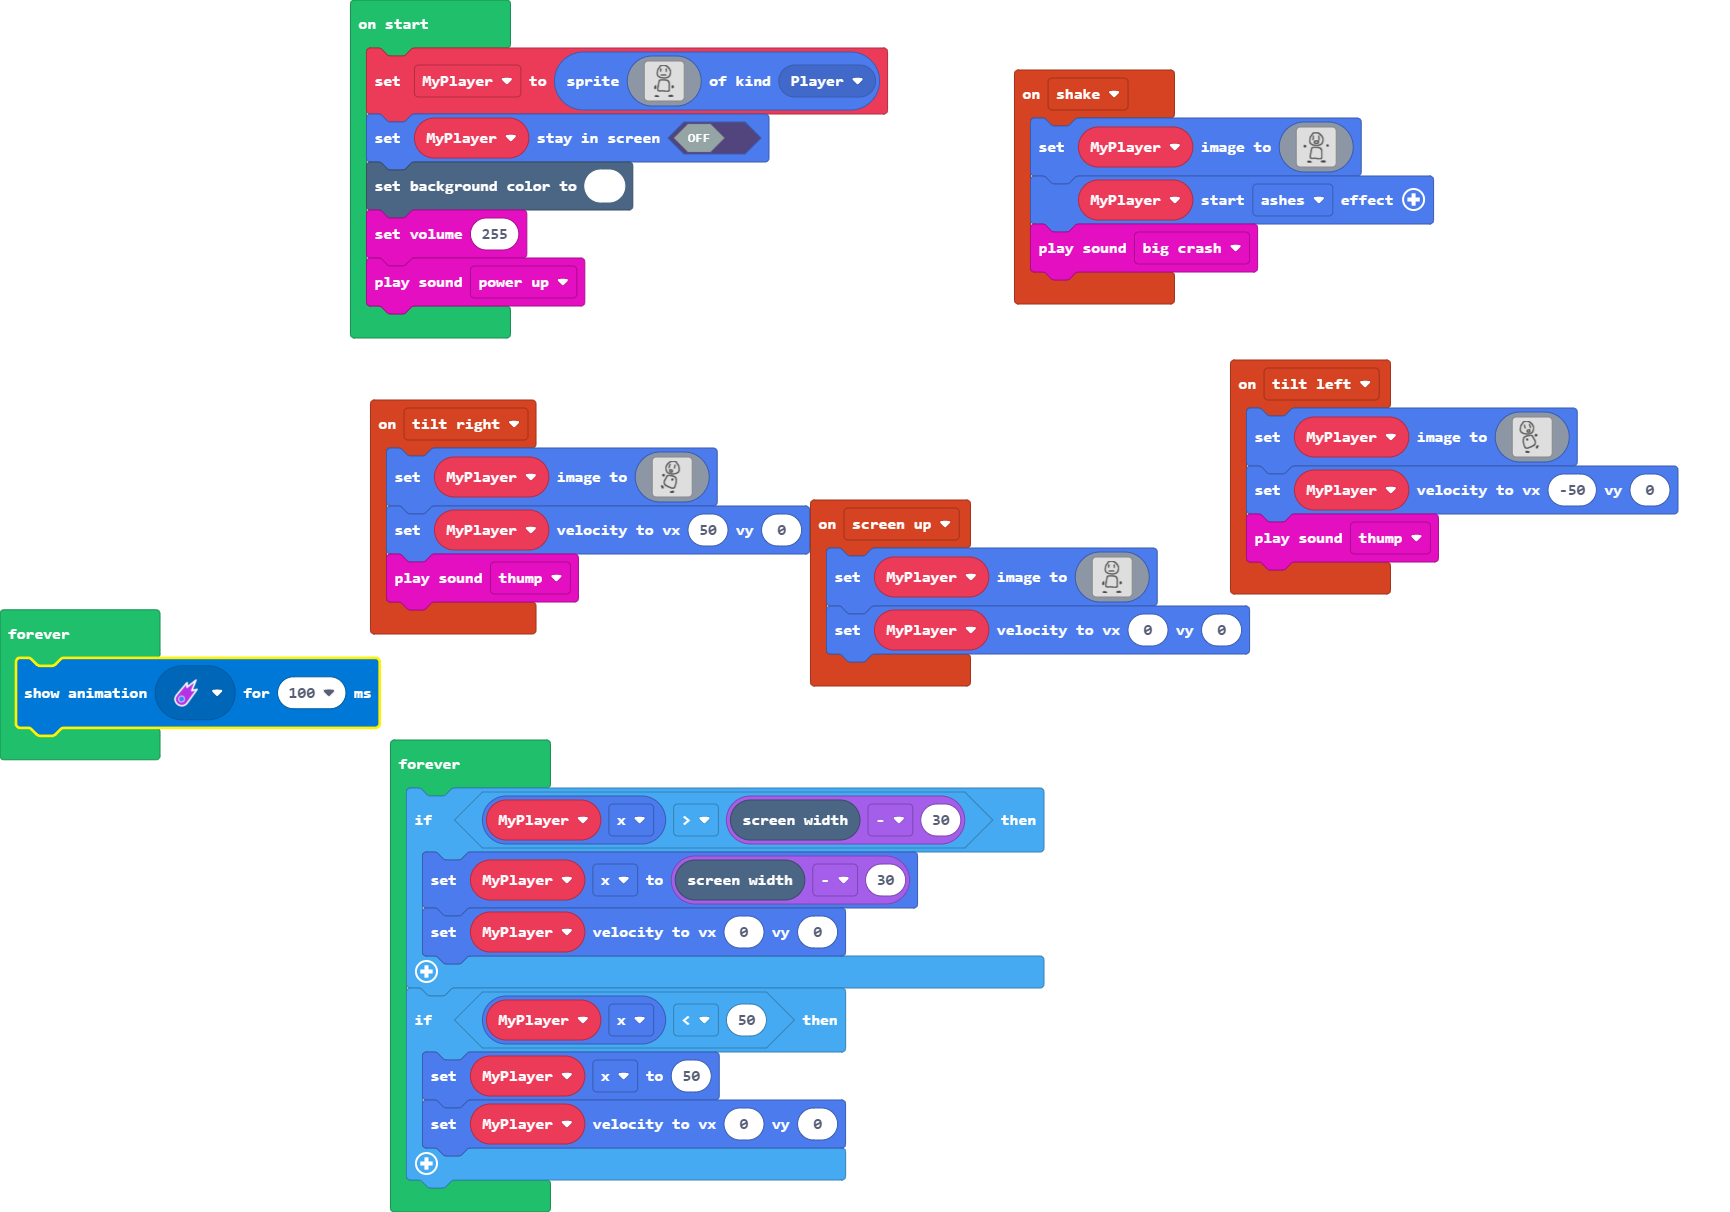 on start
set MyPlayer to sprite of kind Player
set MyPlayer stay in screen OFF
set background color to
set volume 255
play sound power up
on shake
set MyPlayer image to
MyPlayer start ashes effect
play sound big crash
on tilt right
set MyPlayer image to
set MyPlayer velocity to vx 50 vy 0
play sound thump
on screen up
set MyPlayer image to
set MyPlayer velocity to vx 0 vy 0
on tilt left
set MyPlayer image to
set MyPlayer velocity to vx -50 vy 0
play sound thump
forever
show animation for 100 ms
forever
if MyPlayer x > screen width - 30 then
set MyPlayer x to screen width - 30
set MyPlayer velocity to vx 0 vy 0
if MyPlayer x < 50 then
set MyPlayer x to 50
set MyPlayer velocity to vx 0 vy 0